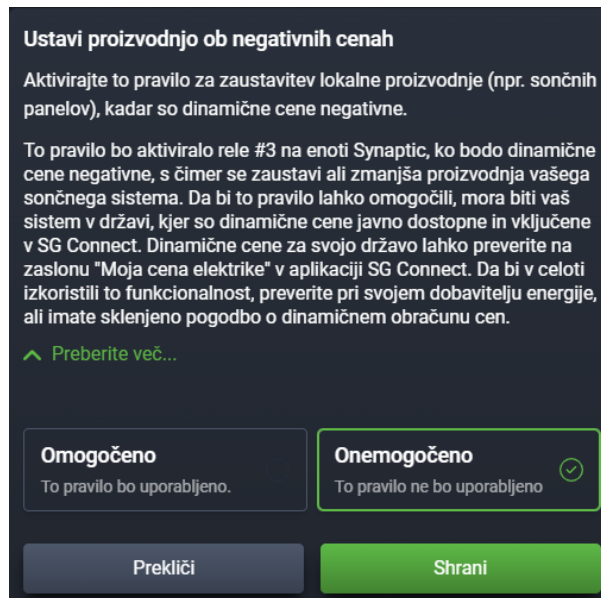 Ustavi proizvodnjo ob negativnih cenah
Aktivirajte to pravilo za zaustavitev lokalne proizvodnje (npr. sončnih
panelov), kadar so dinamične cene negativne.
To pravilo bo aktiviralo rele #3 na enoti Synaptic, ko bodo dinamične
cene negativne, s čimer se zaustavi ali zmanjša proizvodnja vašega
sončnega sistema. Da bi to pravilo lahko omogočili, mora biti vaš
sistem v državi, kjer so dinamične cene javno dostopne in vključene
v SG Connect. Dinamične cene za svojo državo lahko preverite na
zaslonu "Moja cena elektrike" v aplikaciji SG Connect. Da bi v celoti
izkoristili to funkcionalnost, preverite pri svojem dobavitelju energije,
ali imate sklenjeno pogodbo o dinamičnem obračunu cen.
Preberite več...
Omogočeno
To pravilo bo uporabljeno.
Onemogočeno
To pravilo ne bo uporabljeno
Prekliči
Shrani